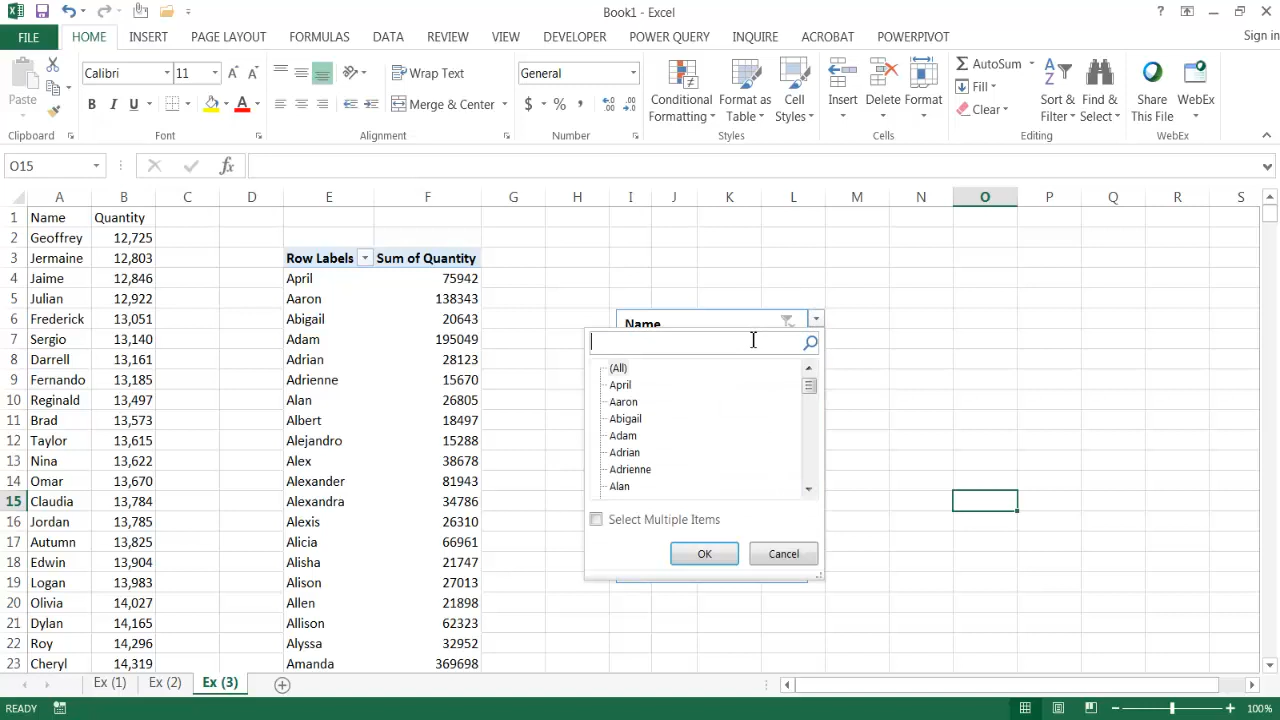 Book1 - Excel
?
FILE HOME INSERT PAGE LAYOUT FORMULAS DATA REVIEW VIEW DEVELOPER POWER QUERY INQUIRE ACROBAT POWERPIVOT Sign in
Paste
Clipboard
Calibri 12 A A
B I U A
Font
Wrap Text
Merge & Center
Alignment
General
$ % ,
Number
Conditional Formatting
Format as Table
Cell Styles
Styles
Insert Delete Format
Cells
AutoSum
Fill
Clear
Sort & Filter
Find & Select
Editing
Share This File
WebEx
WebEx
O15 fx
A B C D E F G H I J K L M N O P Q R S
1 Name Quantity
2 Geoffrey 12,725
3 Jermaine 12,803 Row Labels Sum of Quantity
4 Jaime 12,846 April 75942
5 Julian 12,922 Aaron 138343
6 Frederick 13,051 Abigail 20643
7 Sergio 13,140 Adam 195049
8 Darrell 13,161 Adrian 28123
9 Fernando 13,185 Adrienne 15670
10 Reginald 13,497 Alan 26805
11 Brad 13,573 Albert 18497
12 Taylor 13,615 Alejandro 15288
13 Nina 13,622 Alex 38678
14 Omar 13,670 Alexander 81943
15 Claudia 13,784 Alexandra 34786
16 Jordan 13,785 Alexis 26310
17 Autumn 13,825 Alicia 66961
18 Edwin 13,904 Alisha 21747
19 Logan 13,983 Alison 27013
20 Olivia 14,027 Allen 21898
21 Dylan 14,165 Allison 62323
22 Roy 14,296 Alyssa 32952
23 Cheryl 14,319 Amanda 369698
Name
(All)
April
Aaron
Abigail
Adam
Adrian
Adrienne
Alan
Select Multiple Items
OK Cancel
Ex (1) Ex (2) Ex (3)
READY 100%